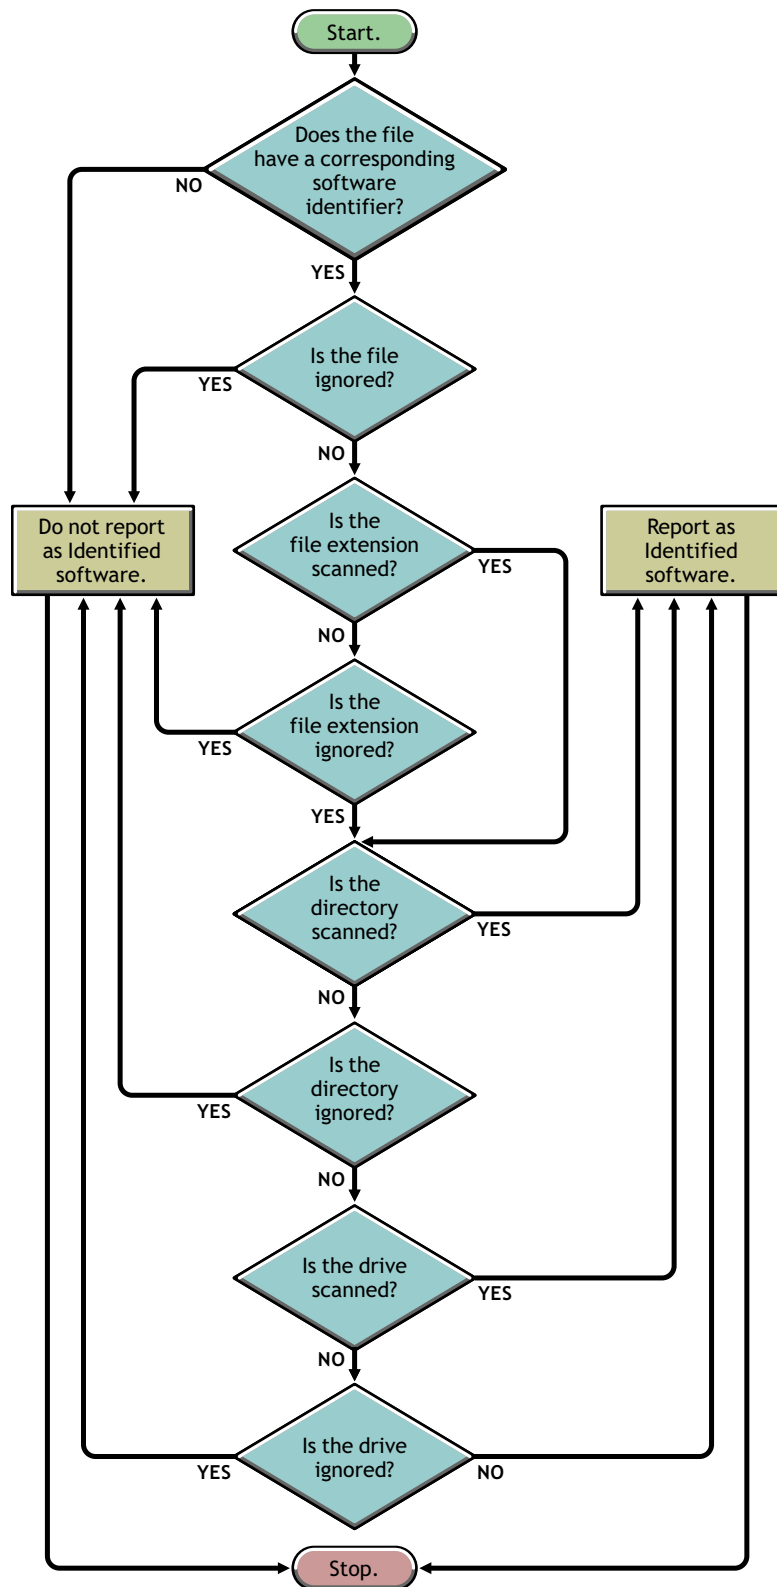 Start.
Does the file
have a corresponding
software
identifier?
NO
YES
Is the file
ignored?
YES
NO
Do not report
as Identified
software.
Is the
file extension
scanned?
YES
Report as
Identified
software.
NO
Is the
file extension
ignored?
YES
YES
Is the
directory
scanned?
YES
NO
Is the
directory
ignored?
YES
NO
Is the drive
scanned?
YES
NO
Is the drive
ignored?
YES
NO
Stop.